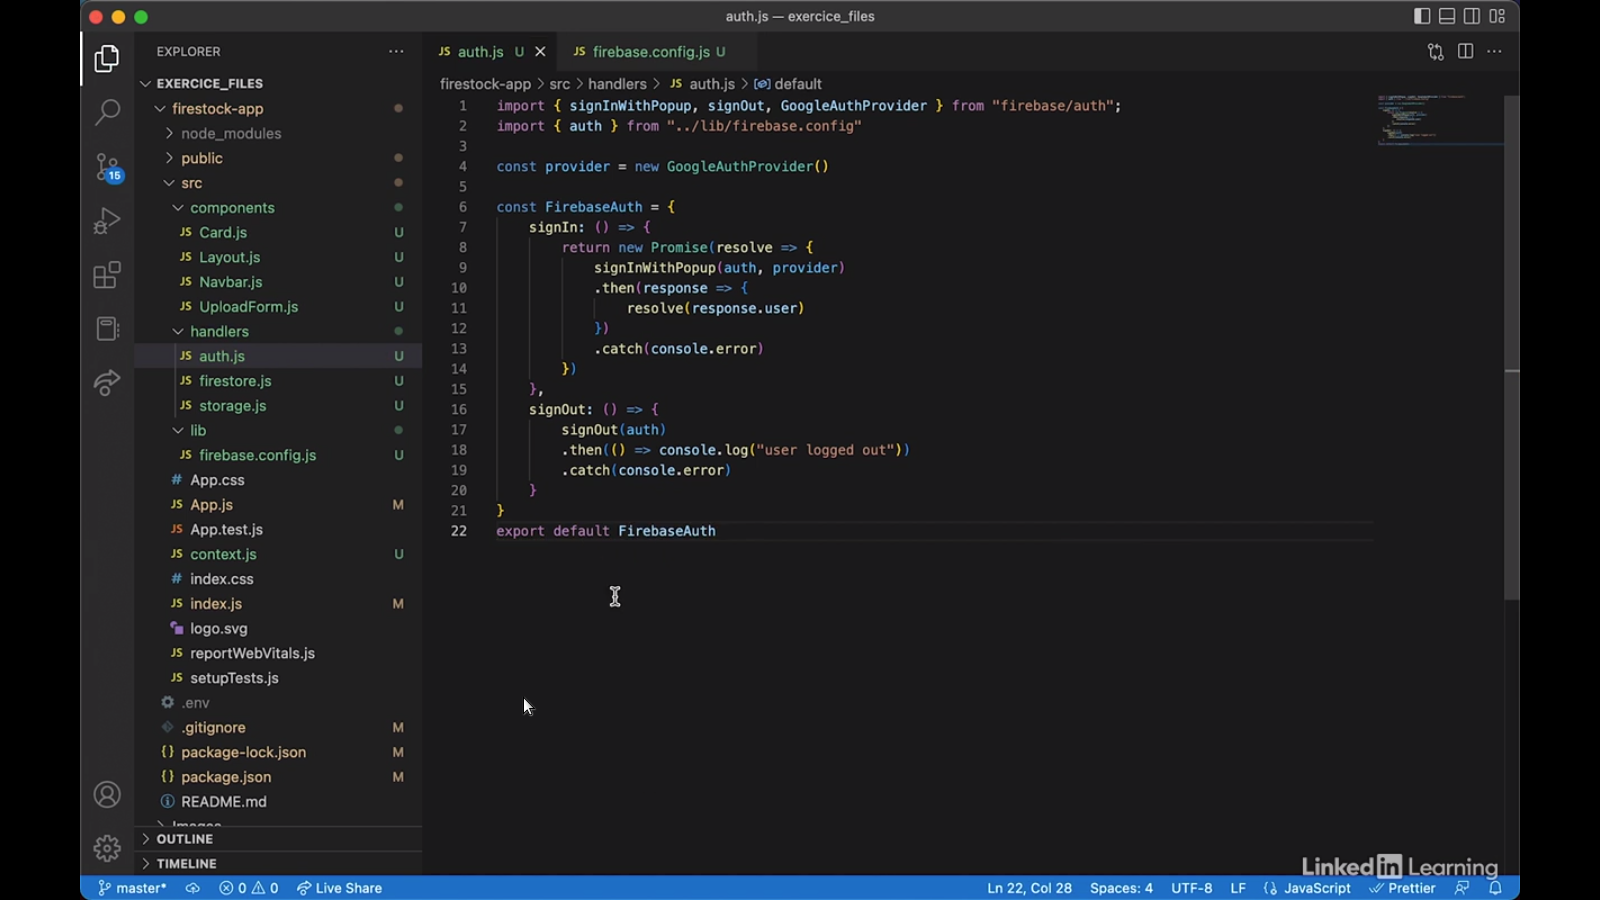 auth.js — exercice_files
EXPLORER
EXERCICE_FILES
firestock-app
node_modules
public
src
components
JS Card.js U
JS Layout.js U
JS Navbar.js U
JS UploadForm.js U
handlers
JS auth.js U
JS firestore.js U
JS storage.js U
lib
JS firebase.config.js U
# App.css
JS App.js M
JS App.test.js
JS context.js U
# index.css
JS index.js M
logo.svg
JS reportWebVitals.js
JS setupTests.js
.env
.gitignore M
{} package-lock.json M
{} package.json M
README.md
OUTLINE
TIMELINE
15
JS auth.js U
JS firebase.config.js U
firestock-app > src > handlers > JS auth.js > default
1 import { signInWithPopup, signOut, GoogleAuthProvider } from "firebase/auth";
2 import { auth } from "../lib/firebase.config"
3
4 const provider = new GoogleAuthProvider()
5
6 const FirebaseAuth = {
7 signIn: () => {
8 return new Promise(resolve => {
9 signInWithPopup(auth, provider)
10 .then(response => {
11 resolve(response.user)
12 })
13 .catch(console.error)
14 })
15 },
16 signOut: () => {
17 signOut(auth)
18 .then(() => console.log("user logged out"))
19 .catch(console.error)
20 }
21 }
22 export default FirebaseAuth
LinkedIn Learning
master* 0 0 Live Share
Ln 22, Col 28 Spaces: 4 UTF-8 LF {} JavaScript Prettier